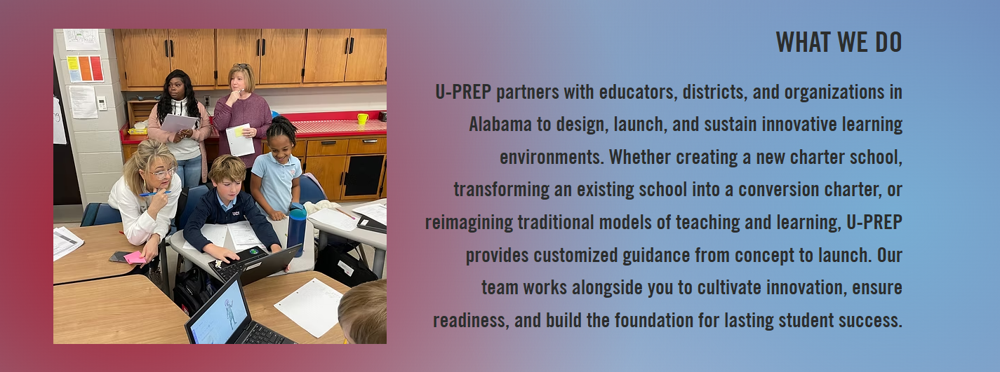 WHAT WE DO
U-PREP partners with educators, districts, and organizations in
Alabama to design, launch, and sustain innovative learning
environments. Whether creating a new charter school,
transforming an existing school into a conversion charter, or
reimagining traditional models of teaching and learning, U-PREP
provides customized guidance from concept to launch. Our
team works alongside you to cultivate innovation, ensure
readiness, and build the foundation for lasting student success.
UCI